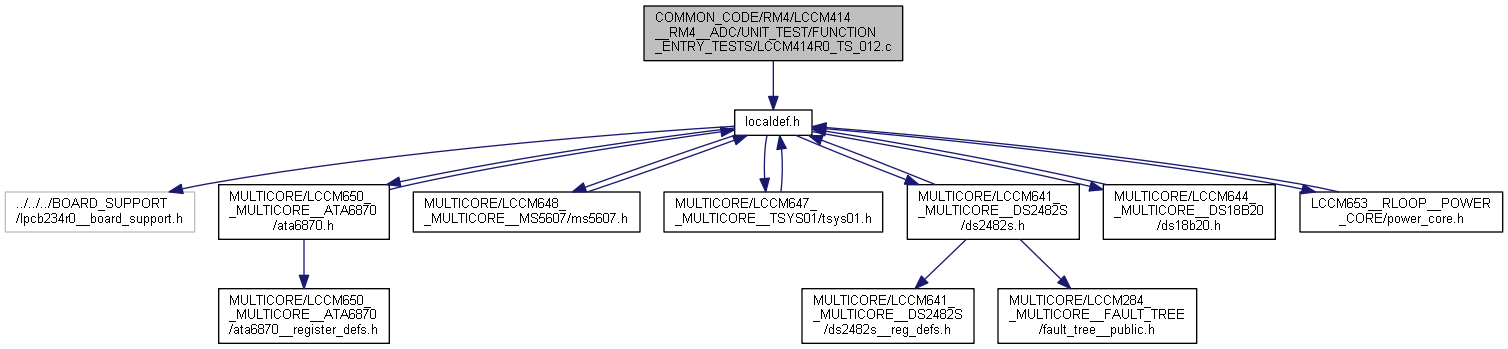 COMMON_CODE/RM4/LCCM414
__RM4__ADC/UNIT_TEST/FUNCTION
_ENTRY_TESTS/LCCM414R0_TS_012.c
localdef.h
../../../BOARD_SUPPORT
/lpcb234r0__board_support.h
MULTICORE/LCCM650_
_MULTICORE__ATA6870
/ata6870.h
MULTICORE/LCCM648_
_MULTICORE__MS5607/ms5607.h
MULTICORE/LCCM647_
_MULTICORE__TSYS01/tsys01.h
MULTICORE/LCCM641_
_MULTICORE__DS2482S
/ds2482s.h
MULTICORE/LCCM644_
_MULTICORE__DS18B20
/ds18b20.h
LCCM653__RLOOP__POWER
_CORE/power_core.h
MULTICORE/LCCM650_
_MULTICORE__ATA6870
/ata6870__register_defs.h
MULTICORE/LCCM641_
_MULTICORE__DS2482S
/ds2482s__reg_defs.h
MULTICORE/LCCM284_
_MULTICORE__FAULT_TREE
/fault_tree__public.h